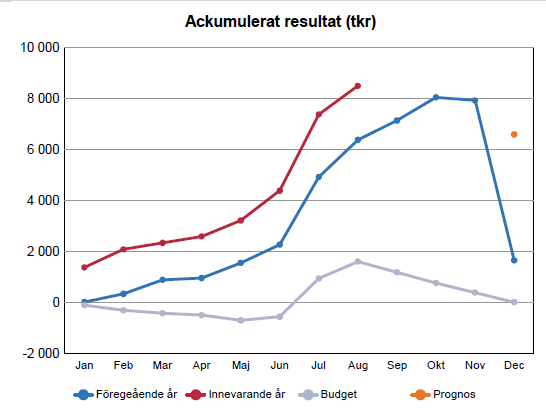 Ackumulerat resultat (tkr)
10 000
8 000
6 000
4 000
2 000
0
-2 000
Jan Feb Mar Apr Maj Jun Jul Aug Sep Okt Nov Dec
Föregeående år Innevarande år Budget Prognos